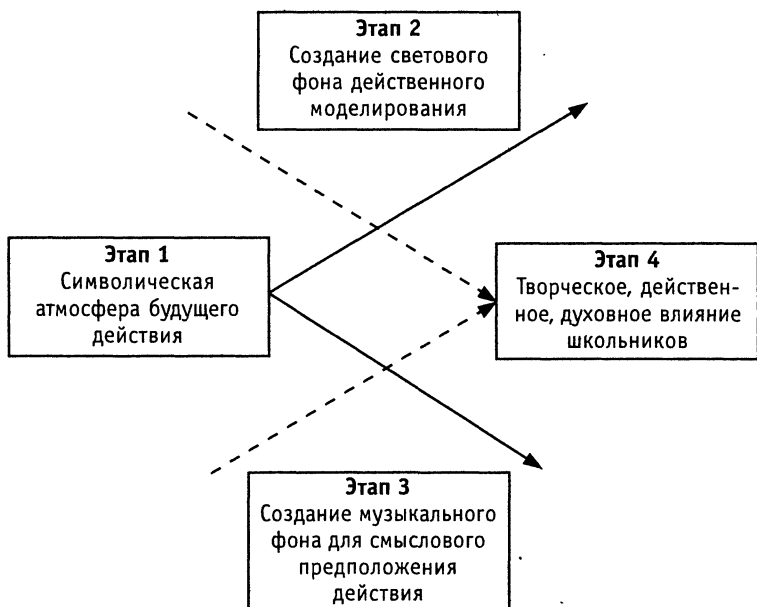 Этап 2
Создание светового
фона действенного
моделирования
Этап 1
Символическая
атмосфера будущего
действия
Этап 4
Творческое, действен-
ное, духовное влияние
школьников
Этап 3
Создание музыкального
фона для смыслового
предположения
действия